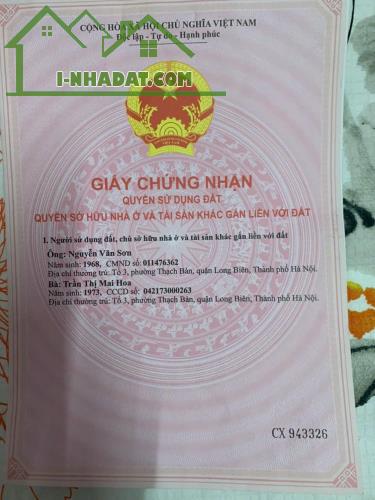 CỘNG HÒA XÃ HỘI CHỦ NGHĨA VIỆT NAM
Độc lập - Tự do - Hạnh phúc
I-NHADAT.COM
GIẤY CHỨNG NHẬN
QUYỀN SỬ DỤNG ĐẤT
QUYỀN SỞ HỮU NHÀ Ở VÀ TÀI SẢN KHÁC GẮN LIỀN VỚI ĐẤT
1. Người sử dụng đất, chủ sở hữu nhà ở và tài sản khác gắn liền với đất
Ông: Nguyễn Văn Sơn
Năm sinh: 1968, CMND số: 011476362
Địa chỉ thường trú: Tổ 3, phường Thạch Bàn, quận Long Biên, Thành phố Hà Nội.
Bà: Trần Thị Mai Hoa
Năm sinh: 1973, CCCD số: 042173000263
Địa chỉ thường trú: Tổ 3, phường Thạch Bàn, quận Long Biên, Thành phố Hà Nội.
CX 943326